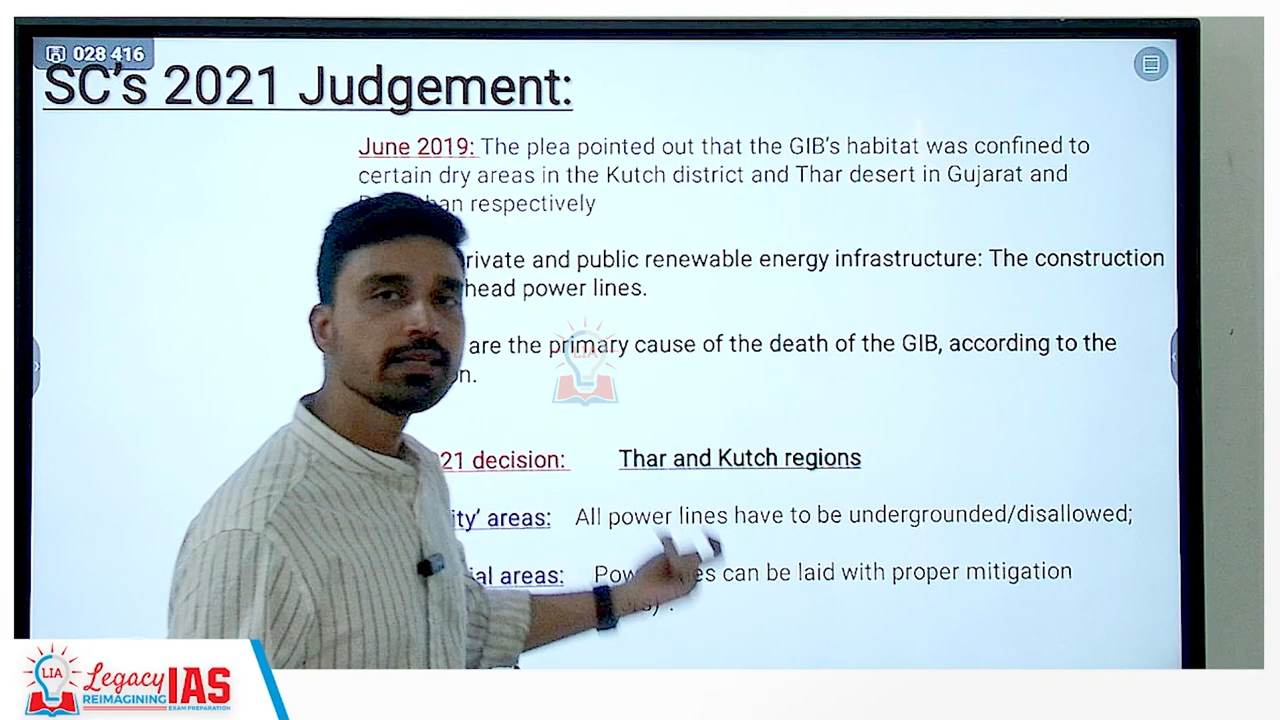 028 416
SC's 2021 Judgement:
June 2019: The plea pointed out that the GIB's habitat was confined to
certain dry areas in the Kutch district and Thar desert in Gujarat and
respectively
rivate and public renewable energy infrastructure: The construction
head power lines.
are the primary cause of the death of the GIB, according to the
n.
21 decision: Thar and Kutch regions
ity' areas: All power lines have to be undergrounded/disallowed;
ial areas: can be laid with proper mitigation
LIA
LIA
Legacy IAS
REIMAGINING EXAM PREPARATION